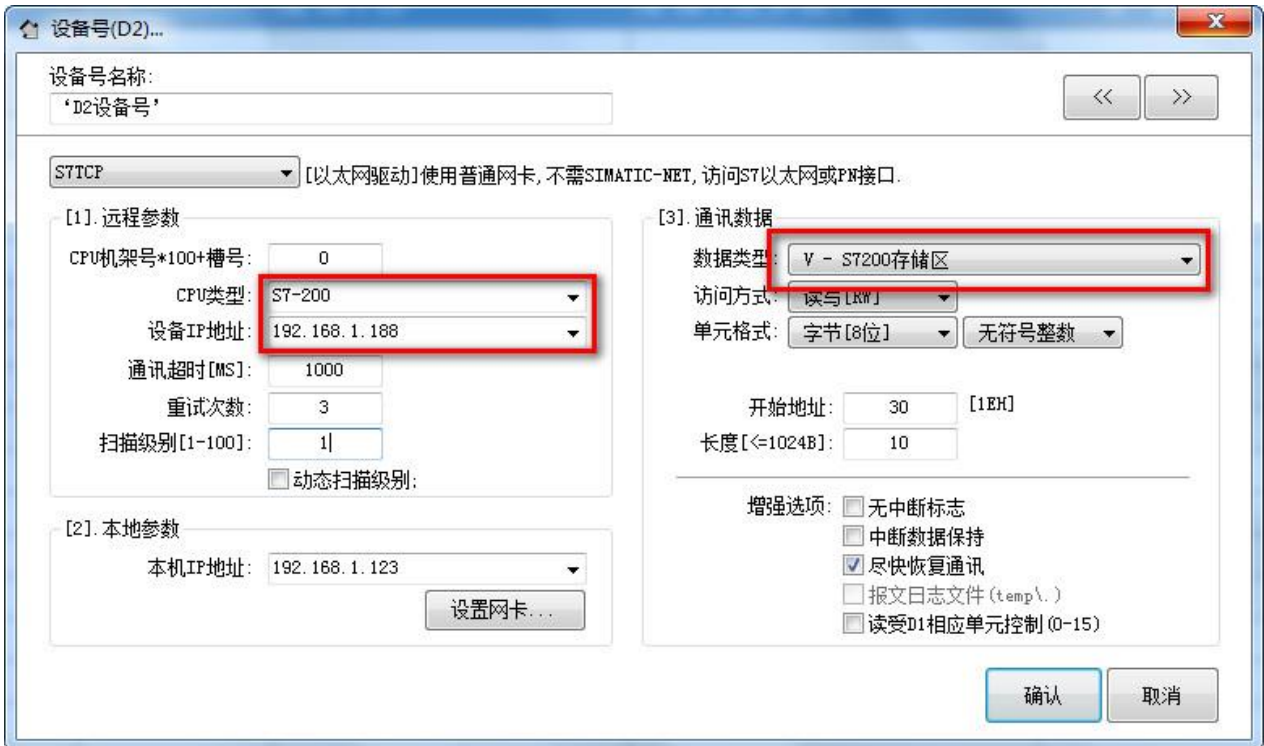 设备号(D2)...
设备号名称:
‘D2设备号’
<< >>
S7TCP [以太网驱动]使用普通网卡,不需SIMATIC-NET,访问S7以太网或PN接口.
[1].远程参数
CPU机架号*100+槽号: 0
CPU类型: S7-200
设备IP地址: 192.168.1.188
通讯超时[MS]: 1000
重试次数: 3
扫描级别[1-100]: 1
动态扫描级别;
[2].本地参数
本机IP地址: 192.168.1.123
设置网卡...
[3].通讯数据
数据类型: V - S7200存储区
访问方式: 读写[RW]
单元格式: 字节[8位] 无符号整数
开始地址: 30 [1EH]
长度[<=1024B]: 10
增强选项: 无中断标志
中断数据保持
尽快恢复通讯
报文日志文件(temp\.)
读受D1相应单元控制(0-15)
确认 取消